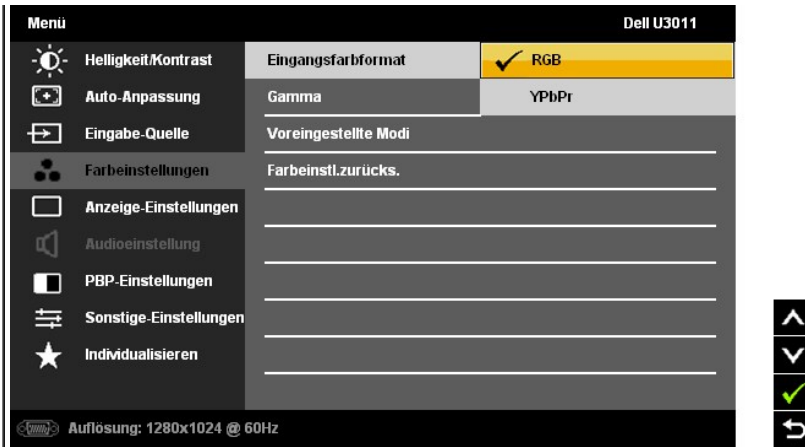 Menü Dell U3011
Helligkeit/Kontrast Eingangsfarbformat RGB
Auto-Anpassung Gamma YPbPr
Eingabe-Quelle Voreingestellte Modi
Farbeinstellungen Farbeinstl.zurücks.
Anzeige-Einstellungen
Audioeinstellung
PBP-Einstellungen
Sonstige-Einstellungen
Individualisieren
Auflösung: 1280x1024 @ 60Hz